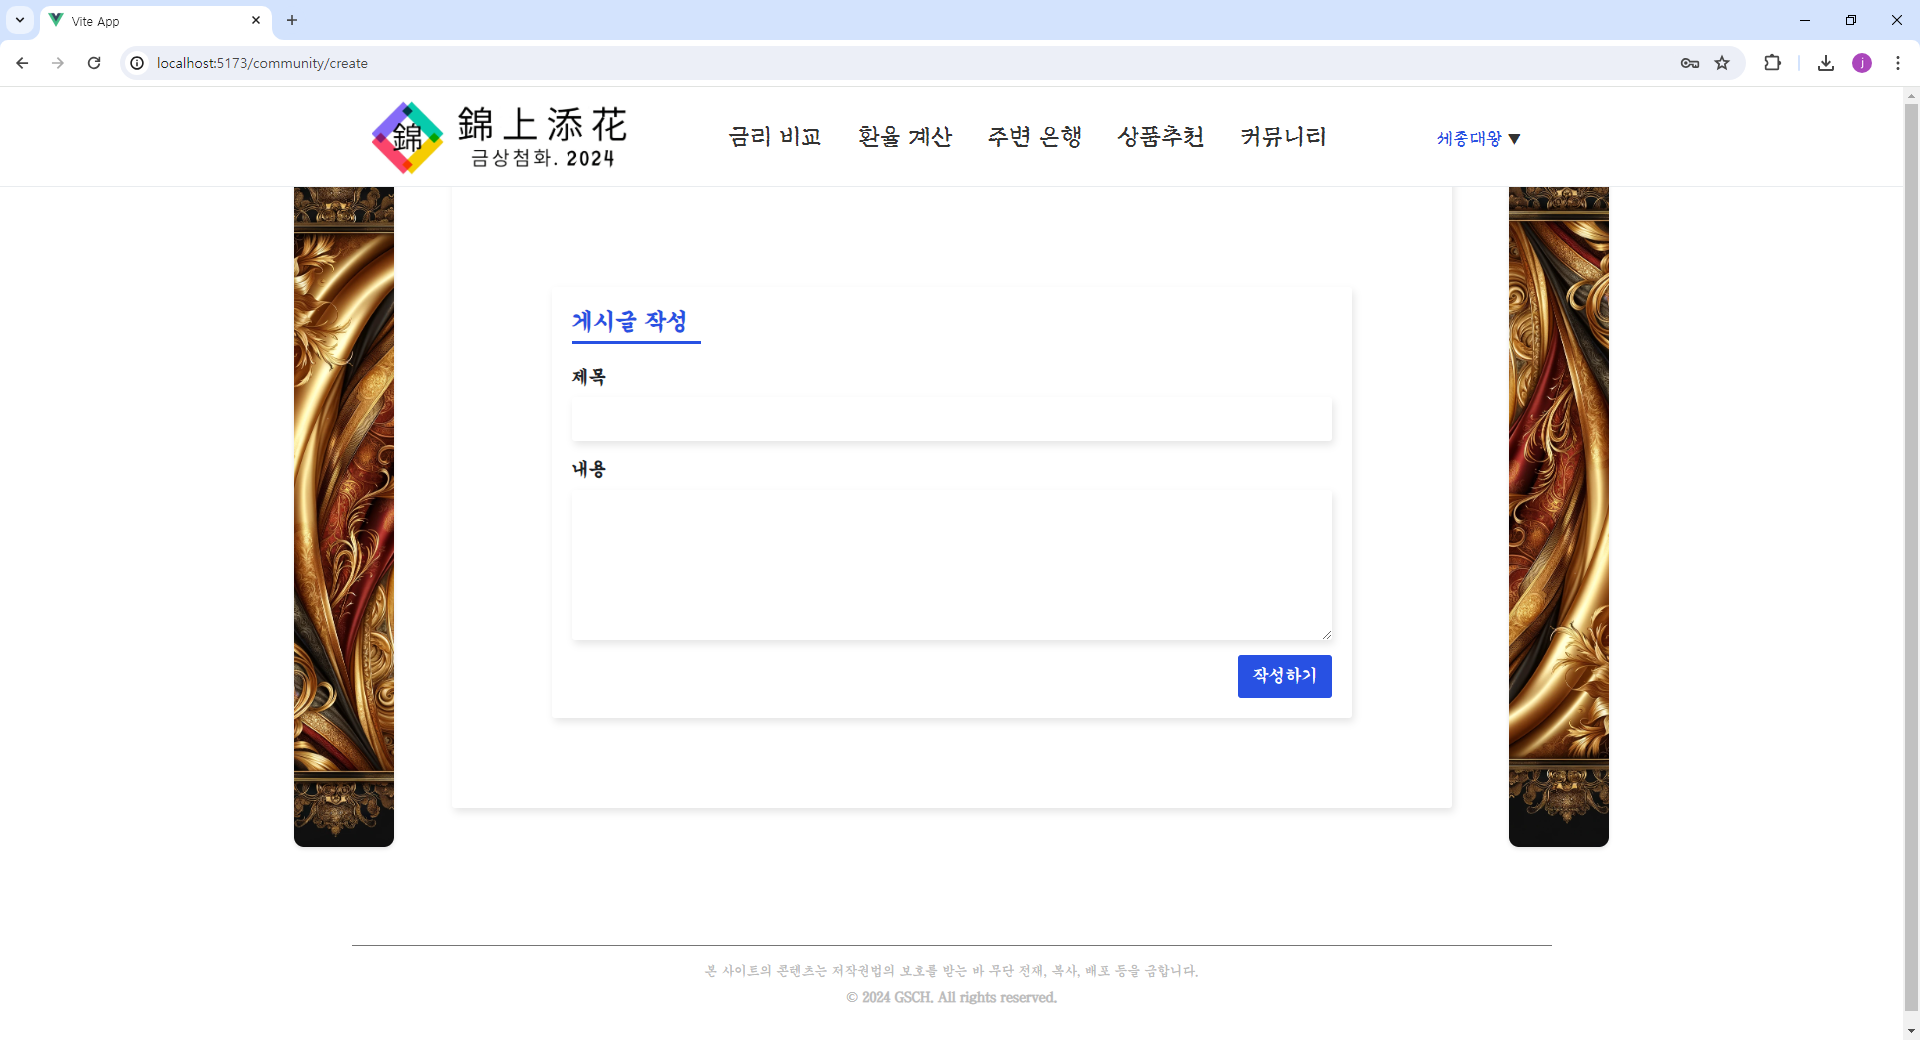 Vite App
localhost:5173/community/create
j
錦
錦上添花
금상첨화. 2024
금리 비교 환율 계산 주변 은행 상품추천 커뮤니티
세종대왕 ▼
게시글 작성
제목
내용
작성하기
본 사이트의 콘텐츠는 저작권법의 보호를 받는 바 무단 전재, 복사, 배포 등을 금합니다.
© 2024 GSCH. All rights reserved.